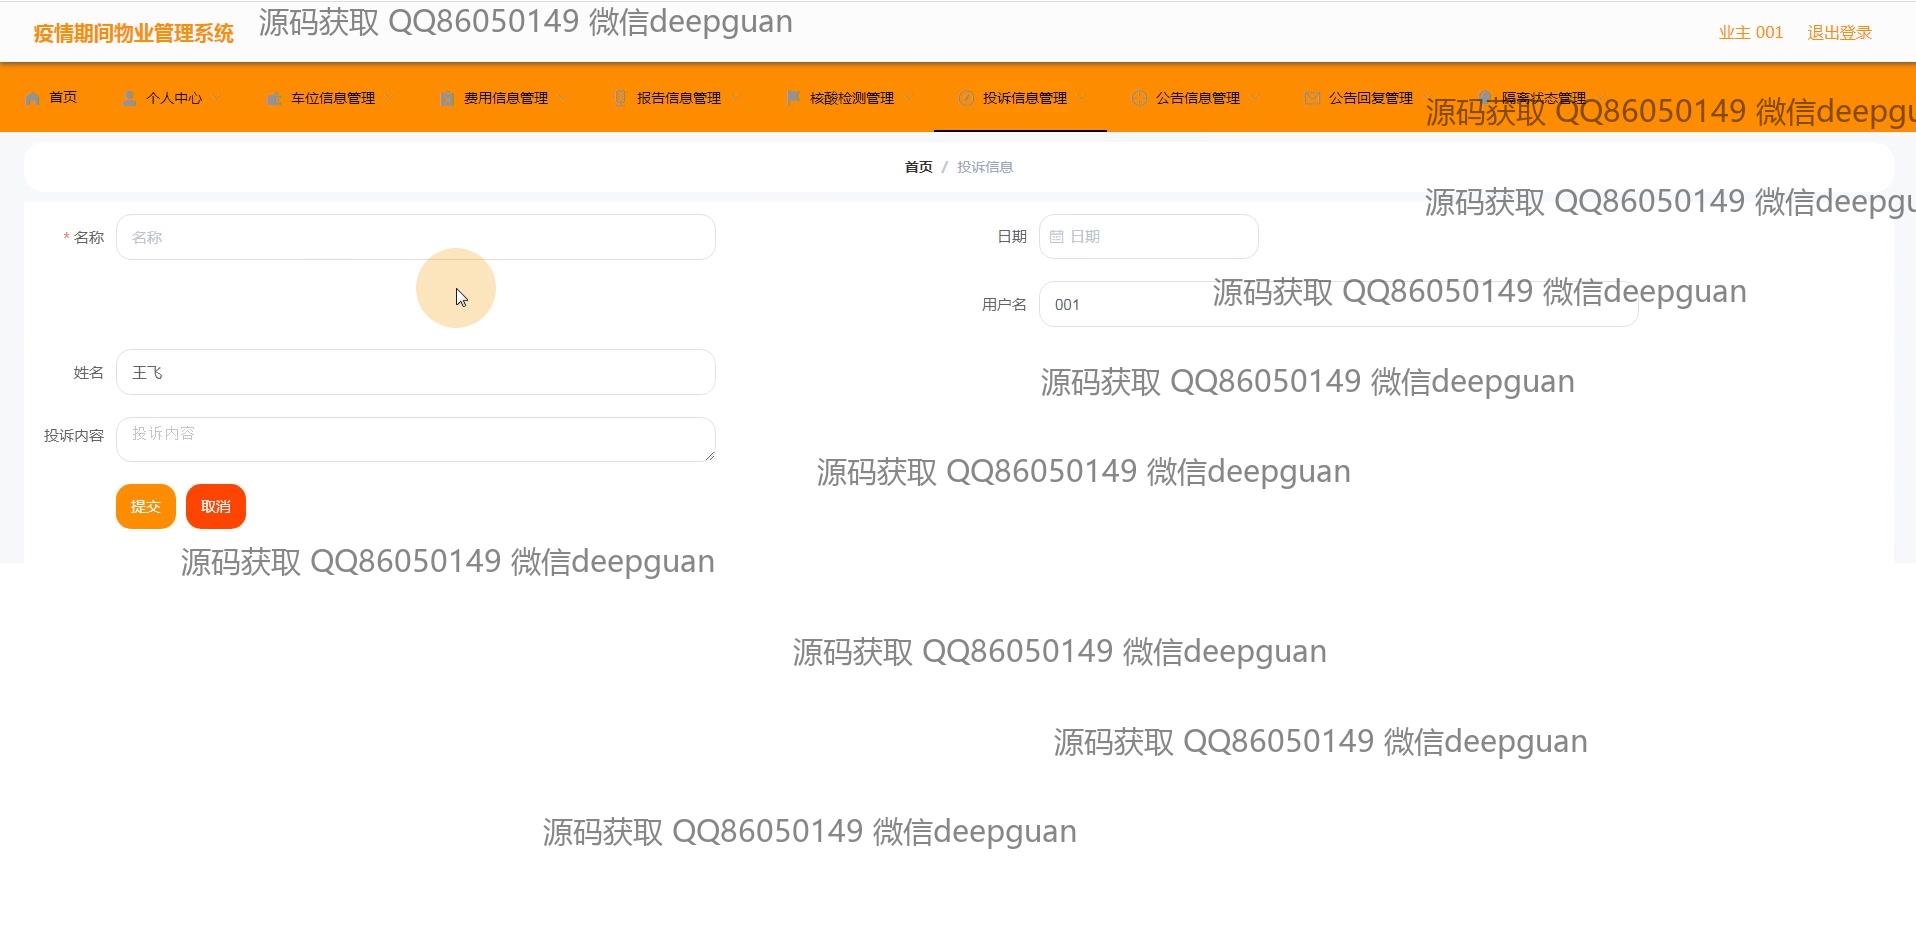 疫情期间物业管理系统 源码获取 QQ86050149 微信deepguan 业主 001 退出登录
首页 个人中心 车位信息管理 费用信息管理 报告信息管理 核酸检测管理 投诉信息管理 公告信息管理 公告回复管理 隔离状态管理
源码获取 QQ86050149 微信deepgu
首页 / 投诉信息
源码获取 QQ86050149 微信deepgu
* 名称 名称 日期 日期
源码获取 QQ86050149 微信deepguan
用户名 001
姓名 王飞
源码获取 QQ86050149 微信deepguan
投诉内容 投诉内容
源码获取 QQ86050149 微信deepguan
提交 取消
源码获取 QQ86050149 微信deepguan
源码获取 QQ86050149 微信deepguan
源码获取 QQ86050149 微信deepguan
源码获取 QQ86050149 微信deepguan